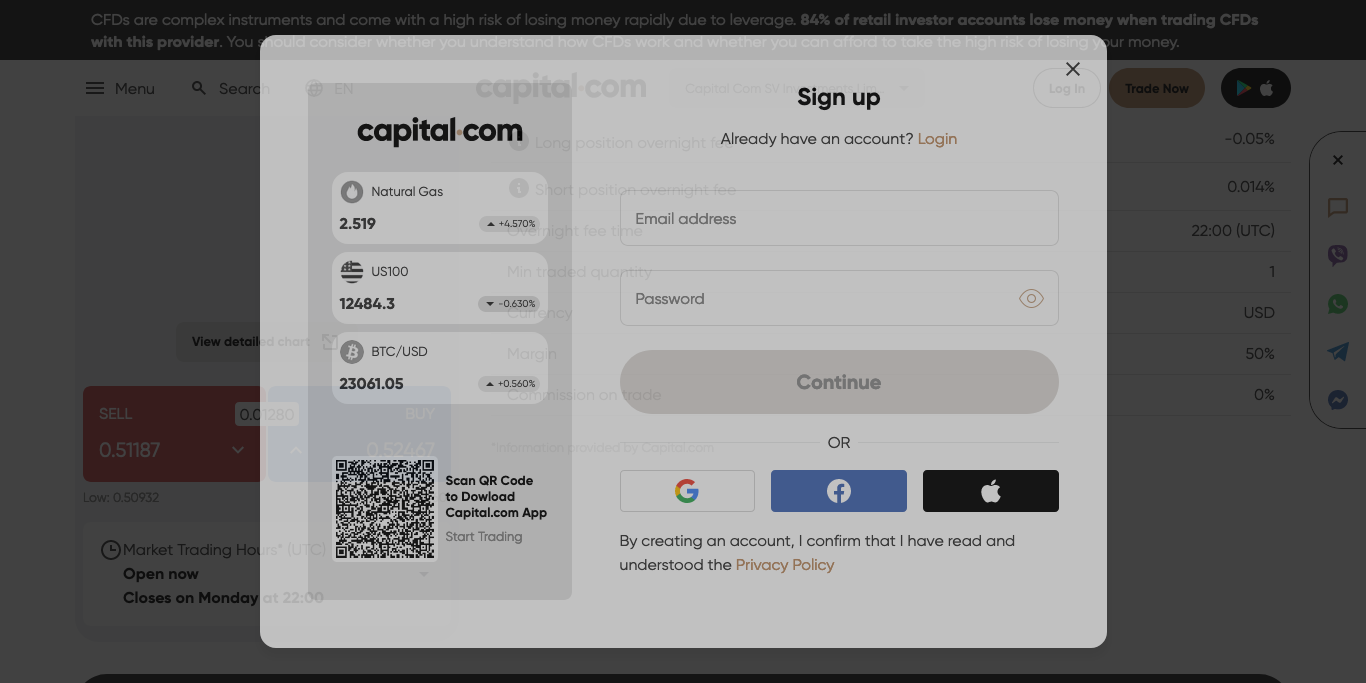 CFDs are complex instruments and come with a high risk of losing money rapidly due to leverage. 84% of retail investor accounts lose money when trading CFDs
with this provider. You should consider whether you understand how CFDs work and whether you can afford to take the high risk of losing your money.
Menu
Search
EN
capital.com
Capital Com SV Investments Lim...
Log In
Trade Now
Sign up
Already have an account? Login
capital.com
Natural Gas
2.519
+4.570%
US100
12484.3
-0.630%
BTC/USD
23061.05
+0.560%
Scan QR Code
to Dowload
Capital.com App
Start Trading
Email address
Password
Continue
OR
By creating an account, I confirm that I have read and
understood the Privacy Policy
Long position overnight fee
-0.05%
Short position overnight fee
0.014%
Overnight fee time
22:00 (UTC)
Min traded quantity
1
Currency
USD
Margin
50%
Commission on trade
0%
*Information provided by Capital.com
View detailed chart
SELL
0.51187
0.01280
BUY
0.52467
Low: 0.50932
Market Trading Hours* (UTC)
Open now
Closes on Monday at 22:00